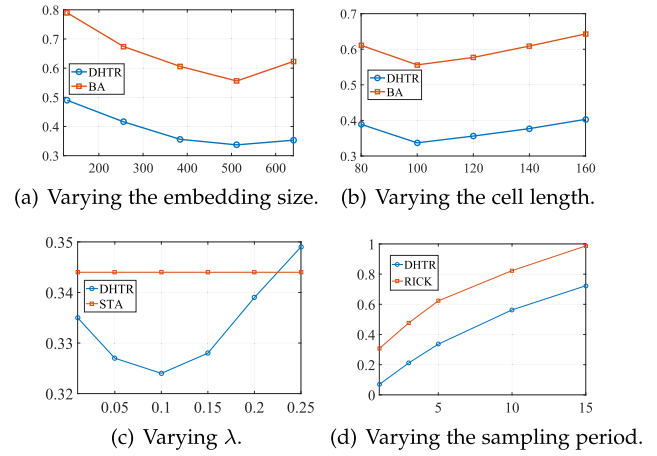 0.8
0.7
0.6
0.5
0.4
0.3
DHTR
BA
200 300 400 500 600
(a) Varying the embedding size.
0.7
0.6
0.5
0.4
0.3
DHTR
BA
80 100 120 140 160
(b) Varying the cell length.
0.35
0.34
0.33
0.32
DHTR
STA
0.05 0.1 0.15 0.2 0.25
(c) Varying λ.
1
0.8
0.6
0.4
0.2
0
DHTR
RICK
5 10 15
(d) Varying the sampling period.